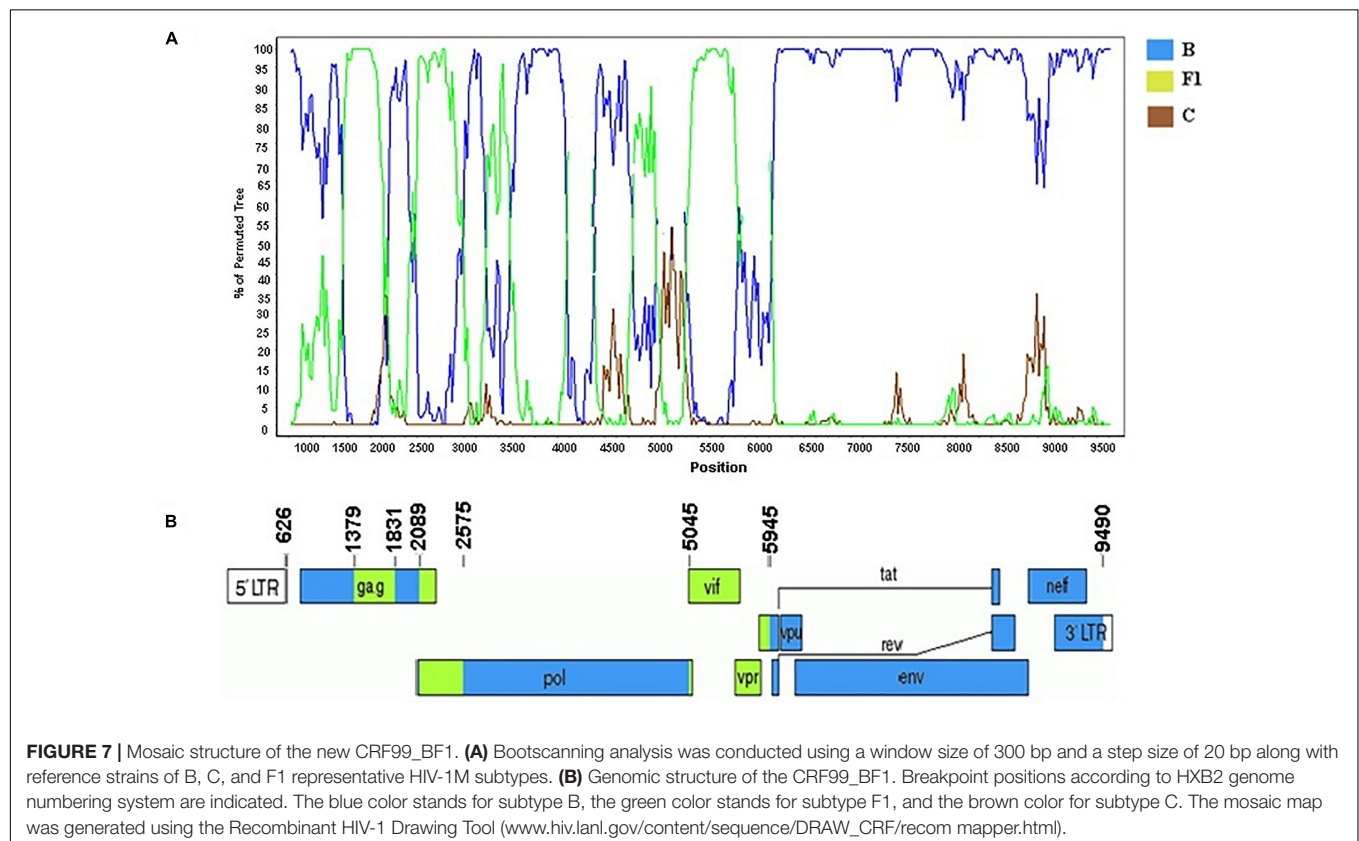 A
100
95
90
85
80
75
70
65
60
55
50
45
40
35
30
25
20
15
10
5
0
% of Permuted Tree
1000 1500 2000 2500 3000 3500 4000 4500 5000 5500 6000 6500 7000 7500 8000 8500 9000 9500
Position
B
F1
C
B
626 1379 1831 2089 2575 5045 5945 9490
5' LTR gag vif tat nef
vpu rev 3' LTR
pol vpr env
FIGURE 7 | Mosaic structure of the new CRF99_BF1. (A) Bootscanning analysis was conducted using a window size of 300 bp and a step size of 20 bp along with
reference strains of B, C, and F1 representative HIV-1M subtypes. (B) Genomic structure of the CRF99_BF1. Breakpoint positions according to HXB2 genome
numbering system are indicated. The blue color stands for subtype B, the green color stands for subtype F1, and the brown color for subtype C. The mosaic map
was generated using the Recombinant HIV-1 Drawing Tool (www.hiv.lanl.gov/content/sequence/DRAW_CRF/recom mapper.html).